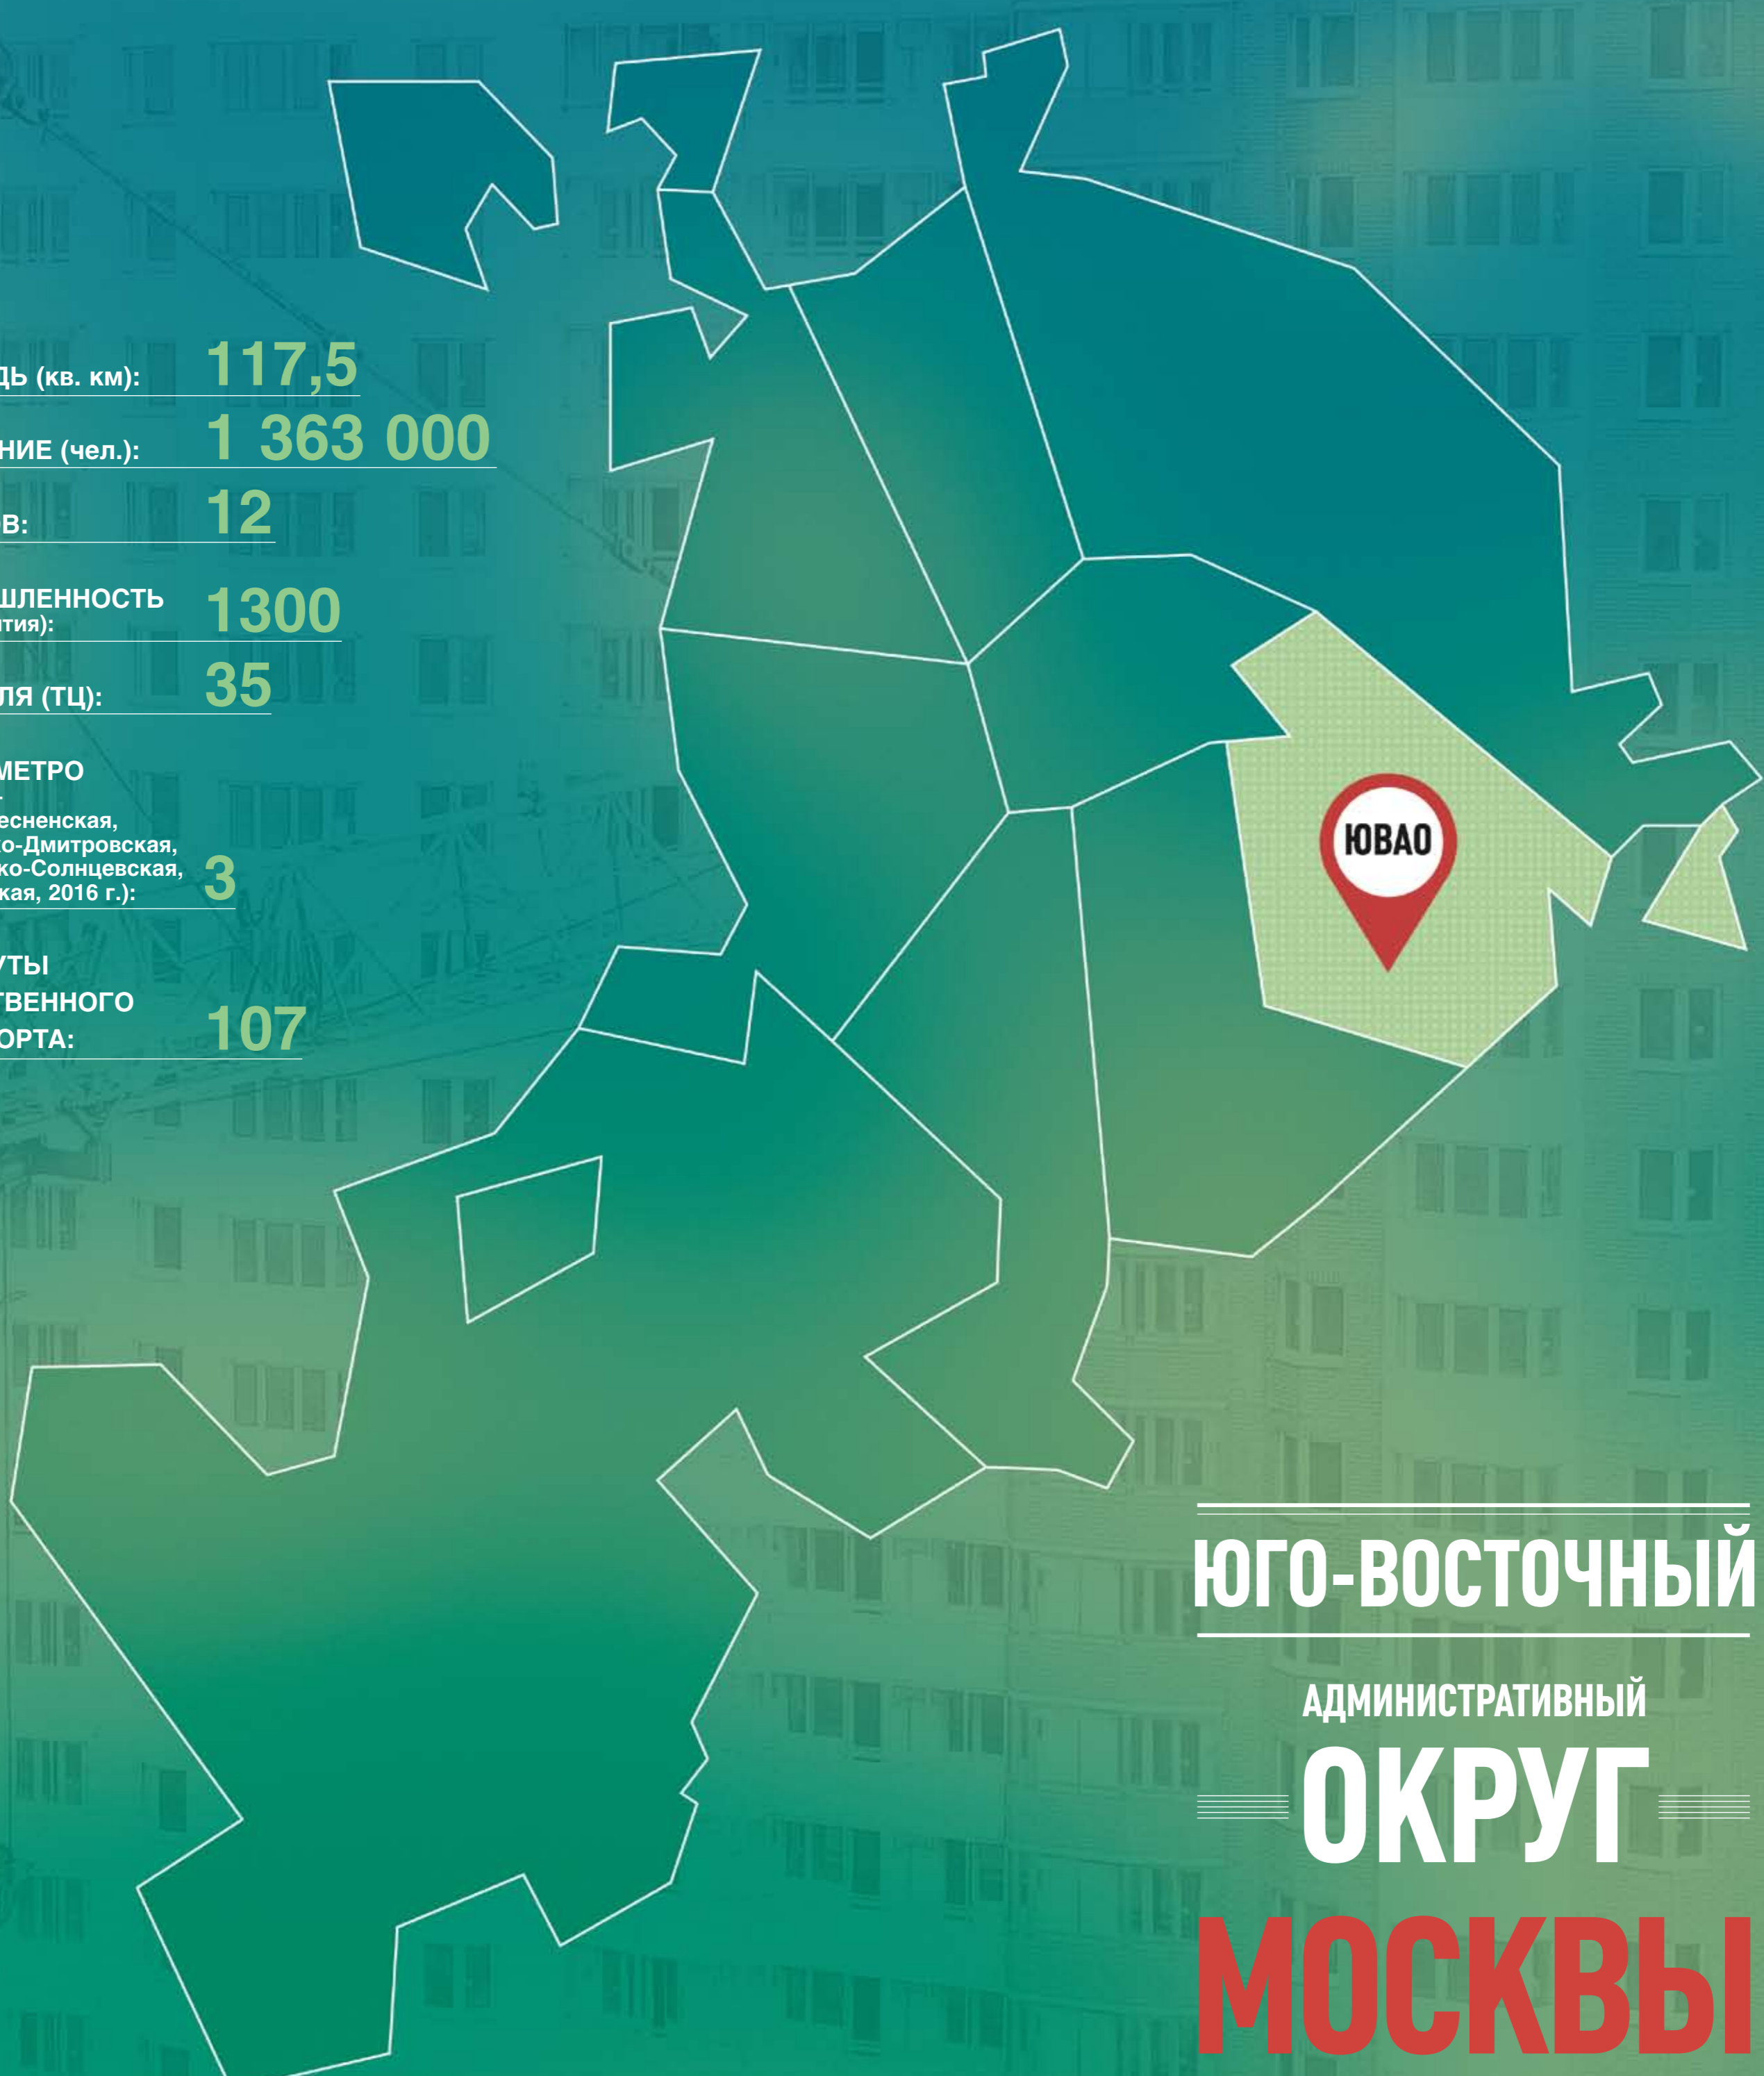 ДЬ (кв. км): 117,5
НИЕ (чел.): 1 363 000
ОВ: 12
ШЛЕННОСТЬ
тия): 1300
ЛЯ (ТЦ): 35
МЕТРО
есненская,
ко-Дмитровская,
ко-Солнцевская,
кая, 2016 г.): 3
УТЫ
ТВЕННОГО
ОРТА: 107
ЮВАО
ЮГО-ВОСТОЧНЫЙ
АДМИНИСТРАТИВНЫЙ
ОКРУГ
МОСКВЫ